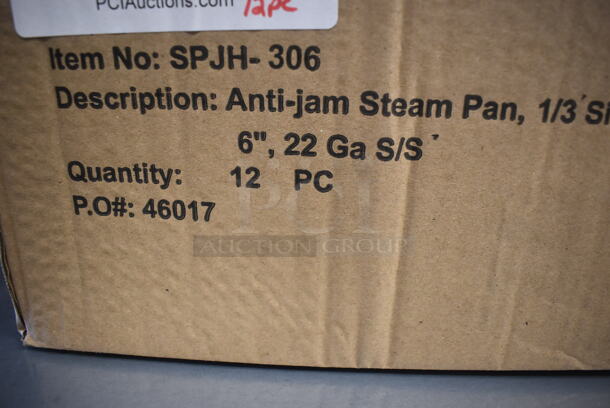 PCIAuctions.com 12pc
Item No: SPJH- 306
Description: Anti-jam Steam Pan, 1/3
6", 22 Ga S/S
Quantity: 12 PC
P.O#: 46017
PCI
AUCTION GROUP